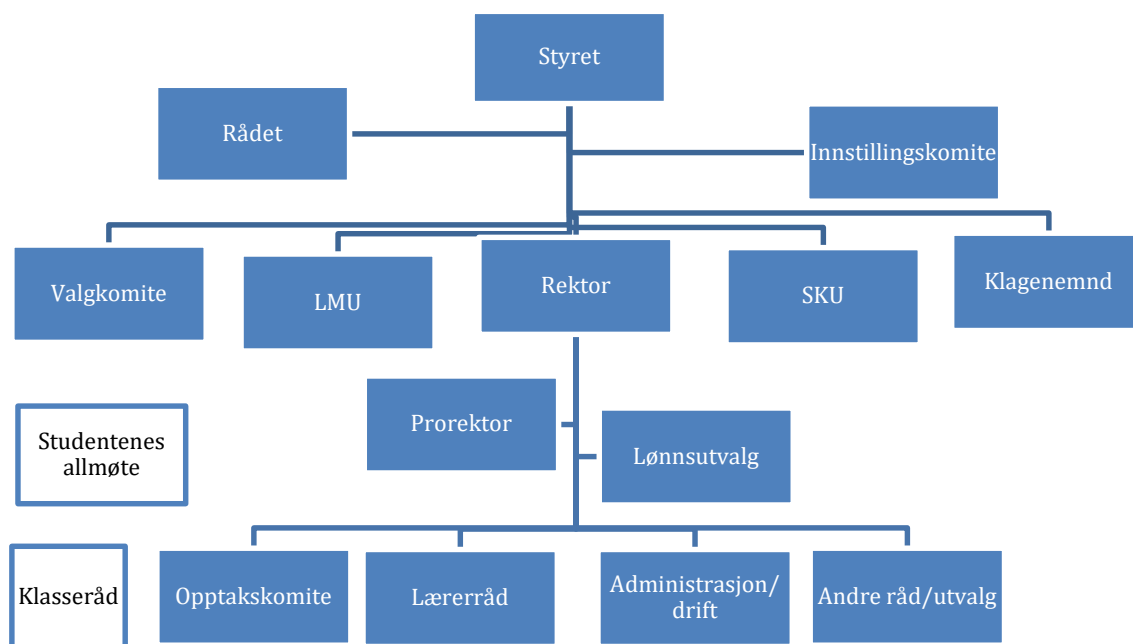 Styret
Rådet
Innstillingskomite
Valgkomite
LMU
Rektor
SKU
Klagenemnd
Prorektor
Lønnsutvalg
Studentenes
allmøte
Klasseråd
Opptakskomite
Lærerråd
Administrasjon/
drift
Andre råd/utvalg